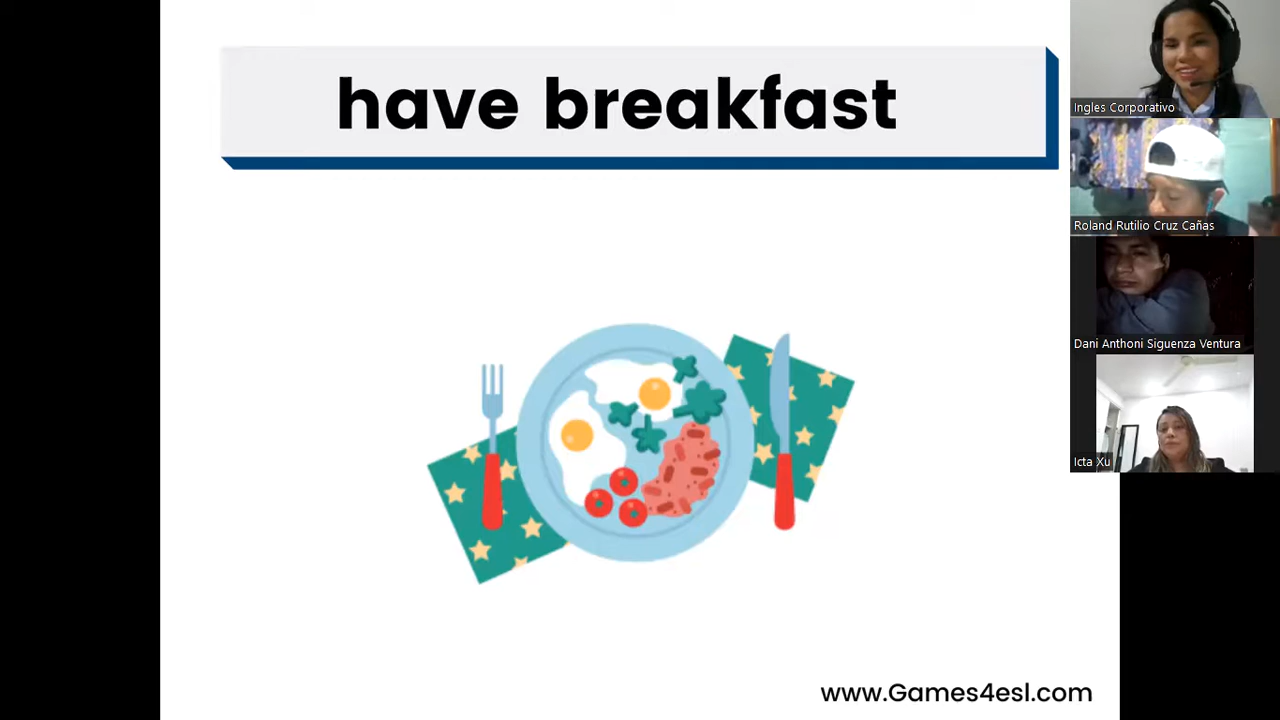 have breakfast
Ingles Corporativo
Roland Rutilio Cruz Cañas
Dani Anthoni Siguenza Ventura
Icta Xu
www.Games4esl.com